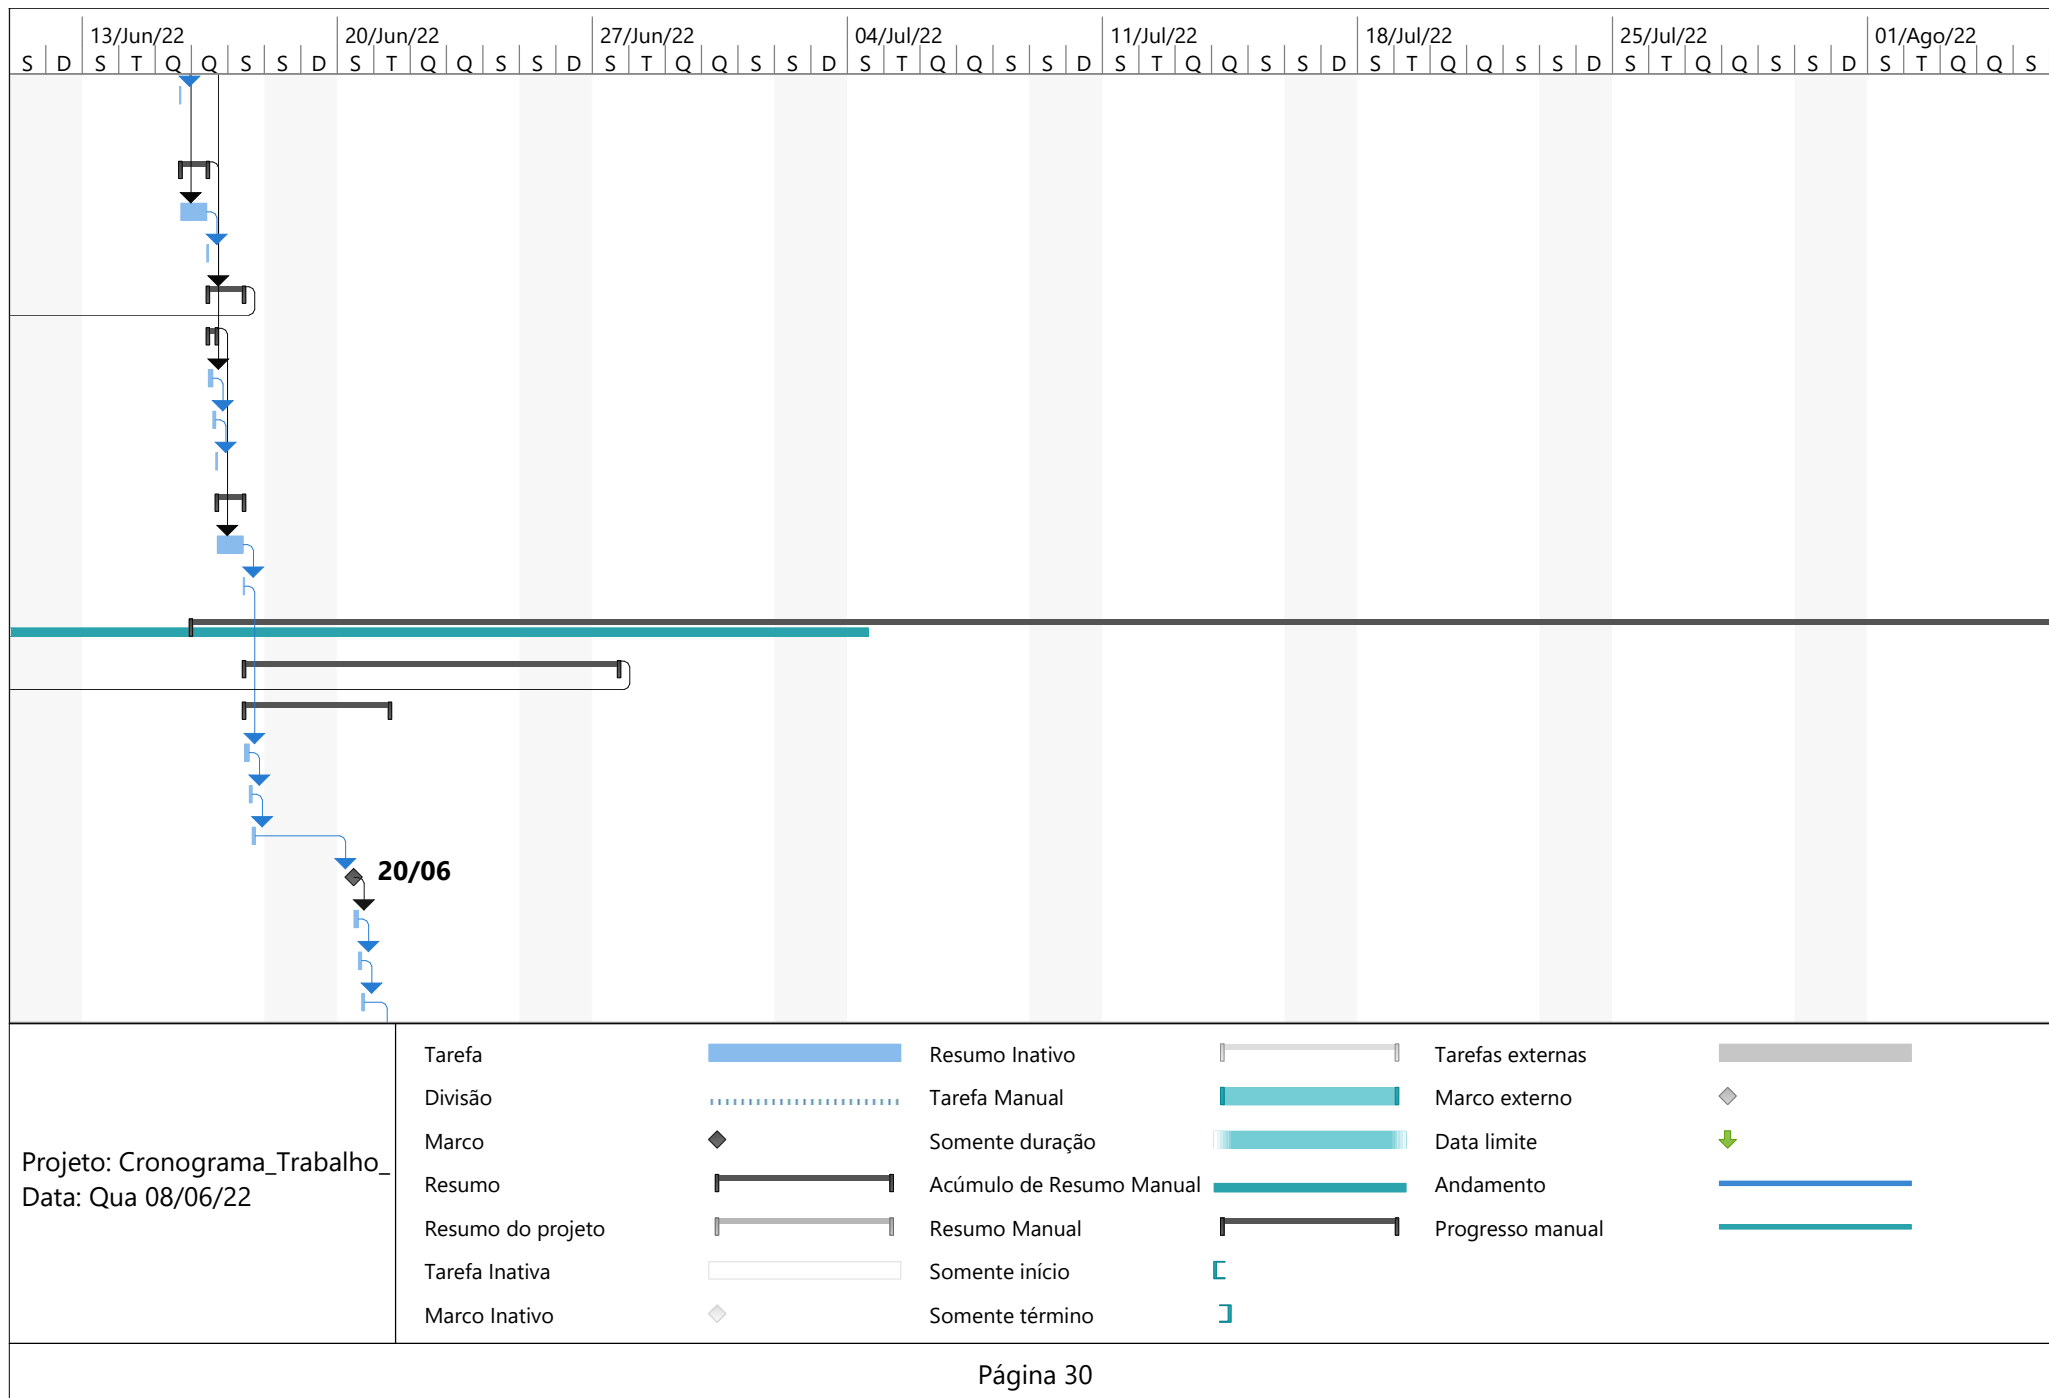 13/Jun/22 20/Jun/22 27/Jun/22 04/Jul/22 11/Jul/22 18/Jul/22 25/Jul/22 01/Ago/22
S D S T Q Q S S D S T Q Q S S D S T Q Q S S D S T Q Q S S D S T Q Q S S D S T Q Q S S D S T Q Q S S D S T Q Q S
20/06
Projeto: Cronograma_Trabalho_
Data: Qua 08/06/22
Tarefa
Divisão
Marco
Resumo
Resumo do projeto
Tarefa Inativa
Marco Inativo
Resumo Inativo
Tarefa Manual
Somente duração
Acúmulo de Resumo Manual
Resumo Manual
Somente início
Somente término
Tarefas externas
Marco externo
Data limite
Andamento
Progresso manual
Página 30